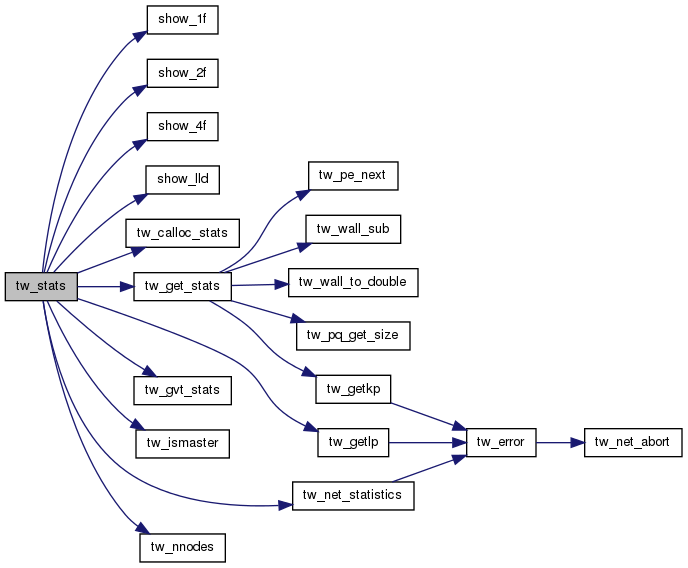 show_1f
show_2f
show_4f
show_lld
tw_pe_next
tw_calloc_stats
tw_wall_sub
tw_stats
tw_get_stats
tw_wall_to_double
tw_pq_get_size
tw_gvt_stats
tw_getkp
tw_ismaster
tw_getlp
tw_error
tw_net_abort
tw_net_statistics
tw_nnodes